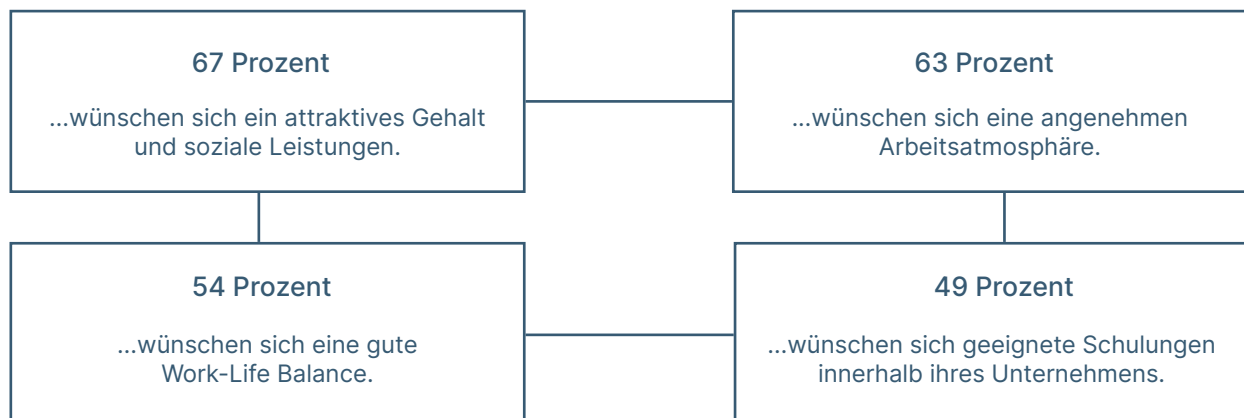 67 Prozent
...wünschen sich ein attraktives Gehalt
und soziale Leistungen.
63 Prozent
...wünschen sich eine angenehmen
Arbeitsatmosphäre.
54 Prozent
...wünschen sich eine gute
Work-Life Balance.
49 Prozent
...wünschen sich geeignete Schulungen
innerhalb ihres Unternehmens.